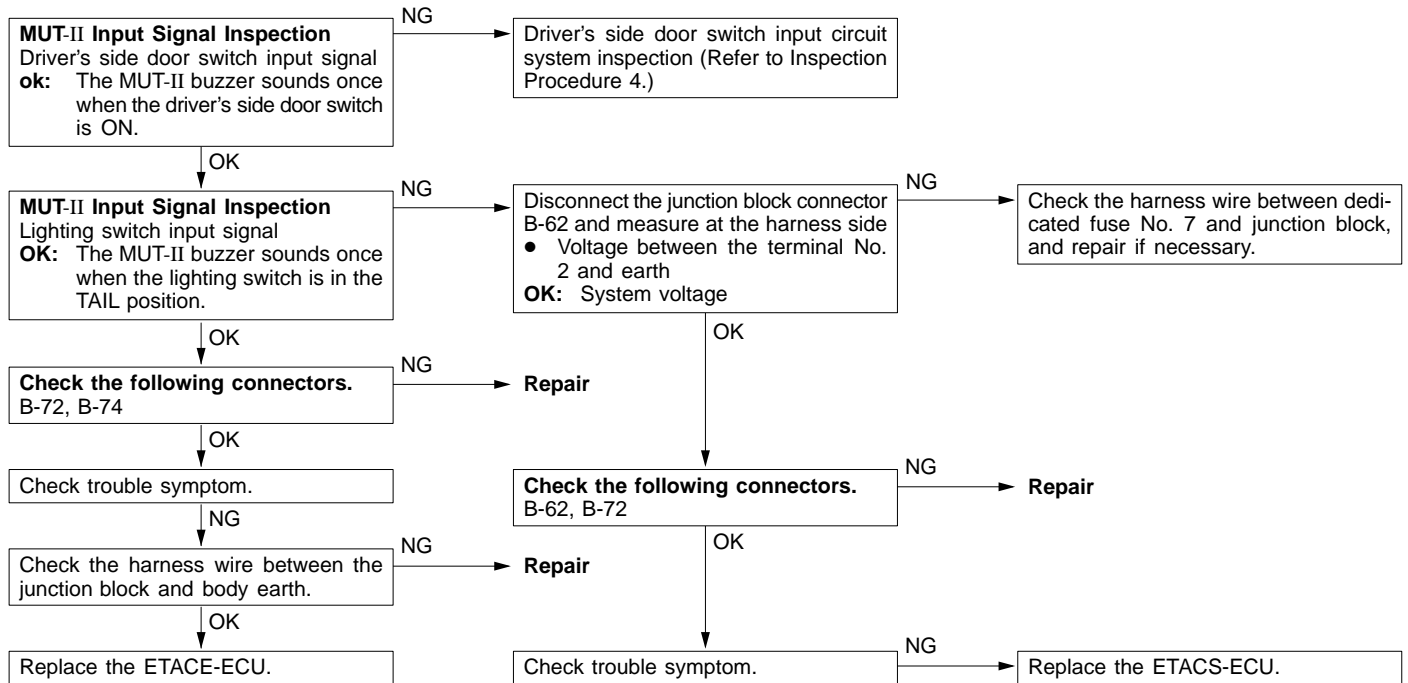 MUT-II Input Signal Inspection
Driver's side door switch input signal
ok: The MUT-II buzzer sounds once
when the driver's side door switch
is ON.
NG
Driver's side door switch input circuit
system inspection (Refer to Inspection
Procedure 4.)
OK
MUT-II Input Signal Inspection
Lighting switch input signal
OK: The MUT-II buzzer sounds once
when the lighting switch is in the
TAIL position.
NG
Disconnect the junction block connector
B-62 and measure at the harness side
● Voltage between the terminal No.
2 and earth
OK: System voltage
NG
Check the harness wire between dedi-
cated fuse No. 7 and junction block,
and repair if necessary.
OK
OK
Check the following connectors.
B-72, B-74
NG
Repair
OK
Check trouble symptom.
Check the following connectors.
B-62, B-72
NG
Repair
NG
OK
Check the harness wire between the
junction block and body earth.
NG
Repair
OK
Replace the ETACE-ECU.
Check trouble symptom.
NG
Replace the ETACS-ECU.